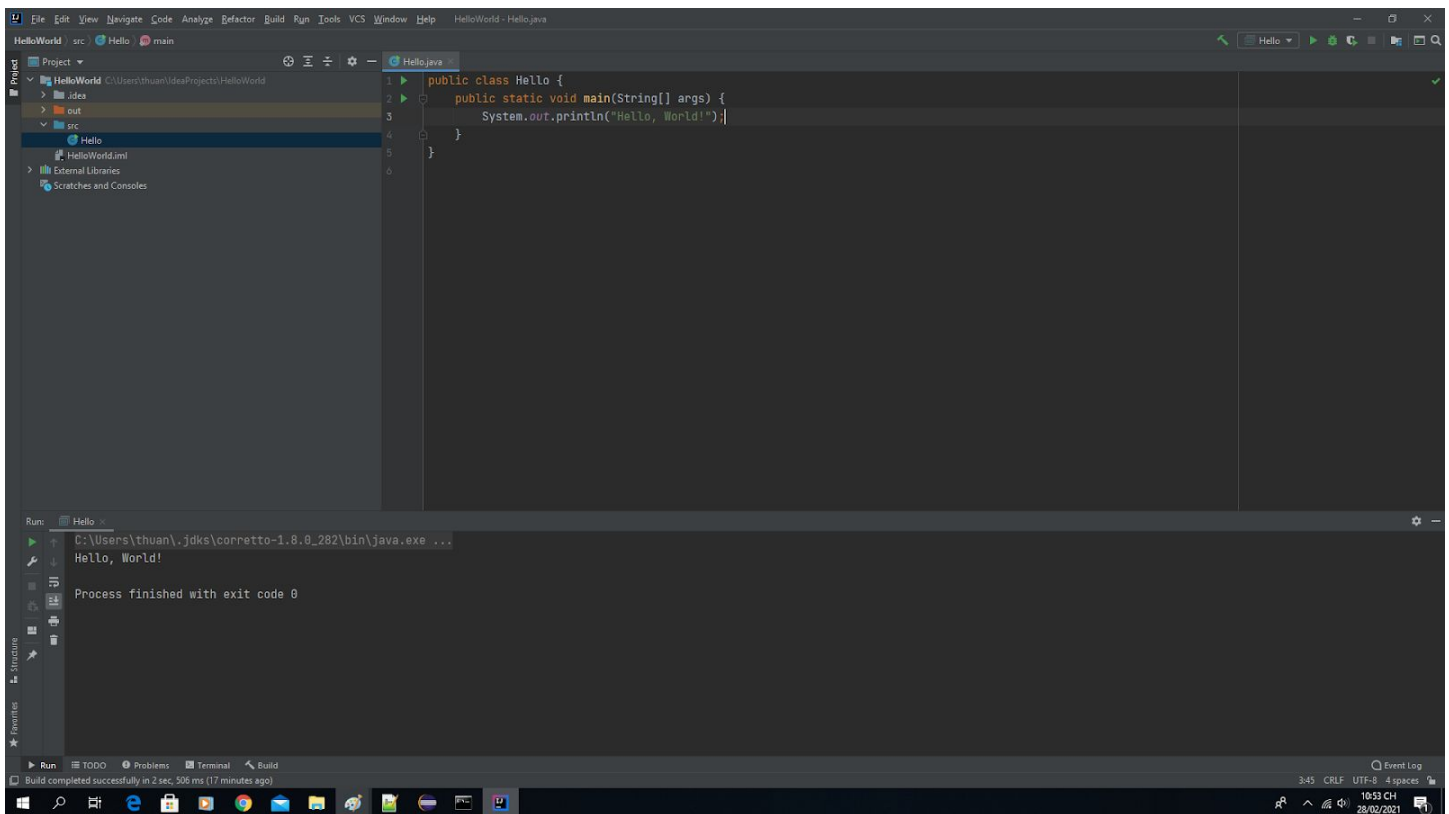 File Edit View Navigate Code Analyze Refactor Build Run Tools VCS Window Help HelloWorld - Hello.java
HelloWorld src Hello main
Hello
Project
Project
Hello.java
HelloWorld C:\Users\thuan\IdeaProjects\HelloWorld
.idea
out
src
Hello
HelloWorld.iml
External Libraries
Scratches and Consoles
1 public class Hello {
2 public static void main(String[] args) {
3 System.out.println("Hello, World!");
4 }
5 }
6
Run: Hello
C:\Users\thuan\.jdks\corretto-1.8.0_282\bin\java.exe ...
Hello, World!
Process finished with exit code 0
Structure
Favorites
Run TODO Problems Terminal Build
Event Log
Build completed successfully in 2 sec, 506 ms (17 minutes ago)
3:45 CRLF UTF-8 4 spaces
10:53 CH
28/02/2021